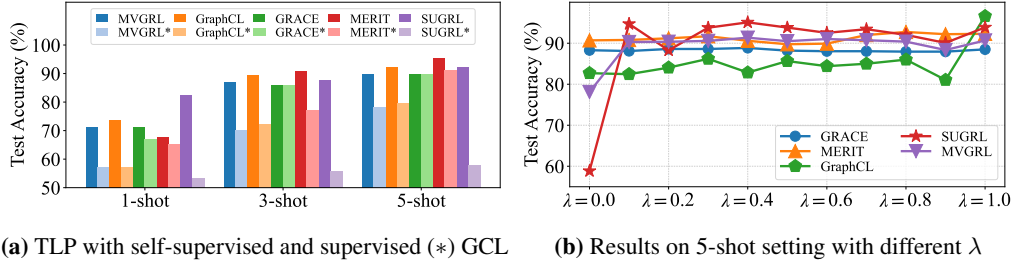 MVGRL GraphCL GRACE MERIT SUGRL
MVGRL* GraphCL* GRACE* MERIT* SUGRL*
Test Accuracy (%)
100
90
80
70
60
50
1-shot 3-shot 5-shot
(a) TLP with self-supervised and supervised (*) GCL
Test Accuracy (%)
100
90
80
70
60
GRACE SUGRL
MERIT MVGRL
GraphCL
λ = 0.0 λ = 0.2 λ = 0.4 λ = 0.6 λ = 0.8 λ = 1.0
(b) Results on 5-shot setting with different λ